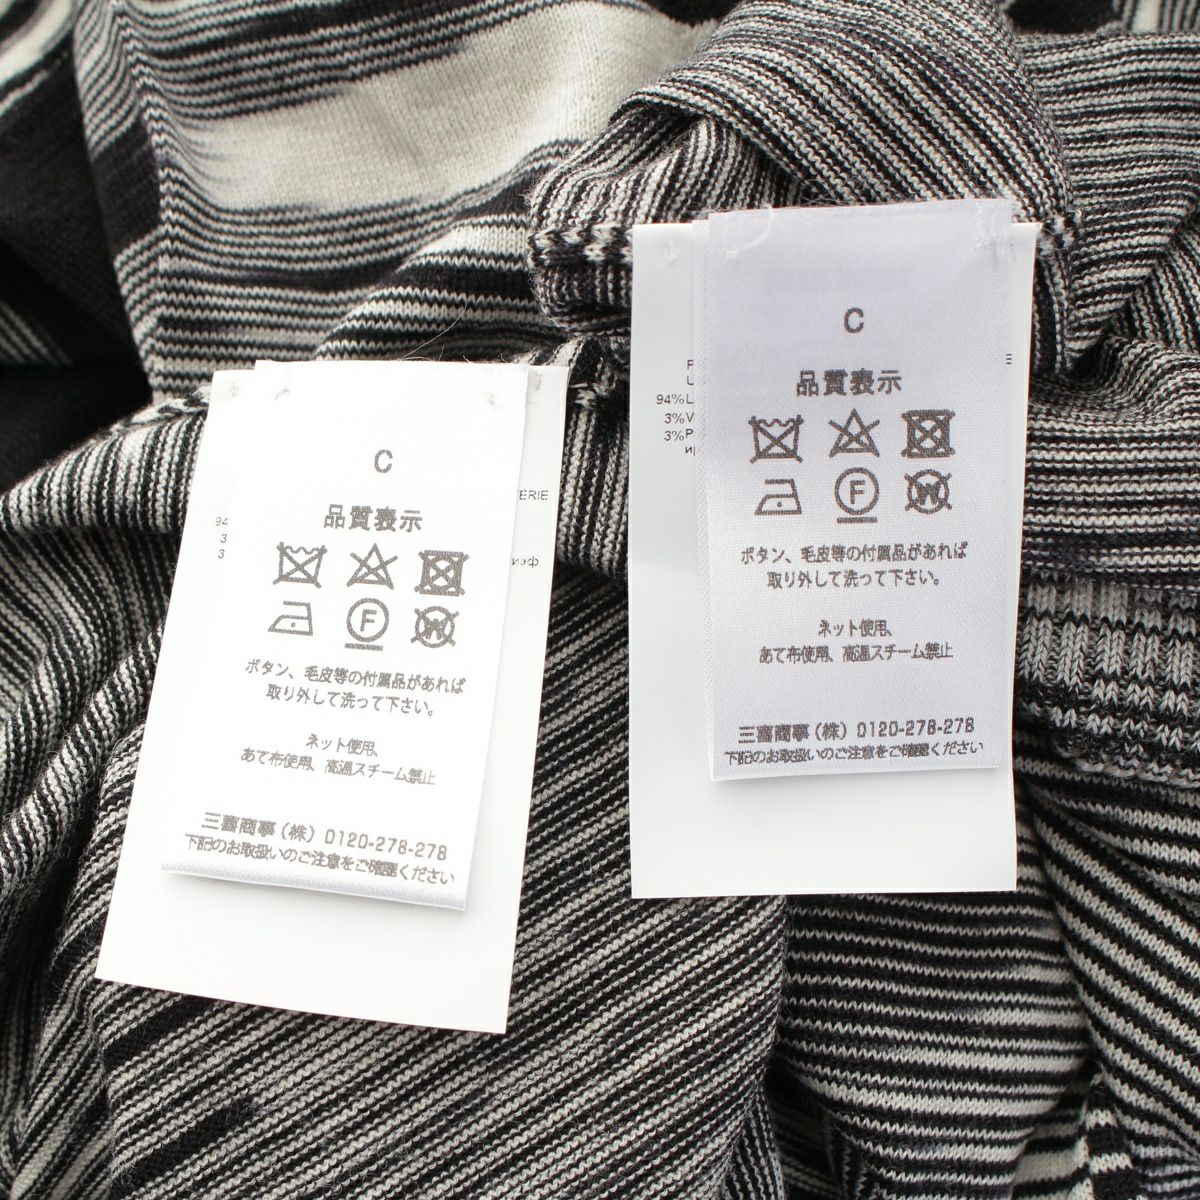 C
品質表示
F
W
ボタン、毛皮等の付属品があれば
取り外して洗って下さい。
ネット使用、
あて布使用、高温スチーム禁止
三喜商事(株) 0120-278-278
下記のお取扱いのご注意をご確認ください
TERIE
94
3
3
C
品質表示
F
W
ボタン、毛皮等の付属品があれば
取り外して洗って下さい。
ネット使用、
あて布使用、高温スチーム禁止
三喜商事(株) 0120-278-278
下記のお取扱いのご注意をご確認ください
94%L
3%V
3%P